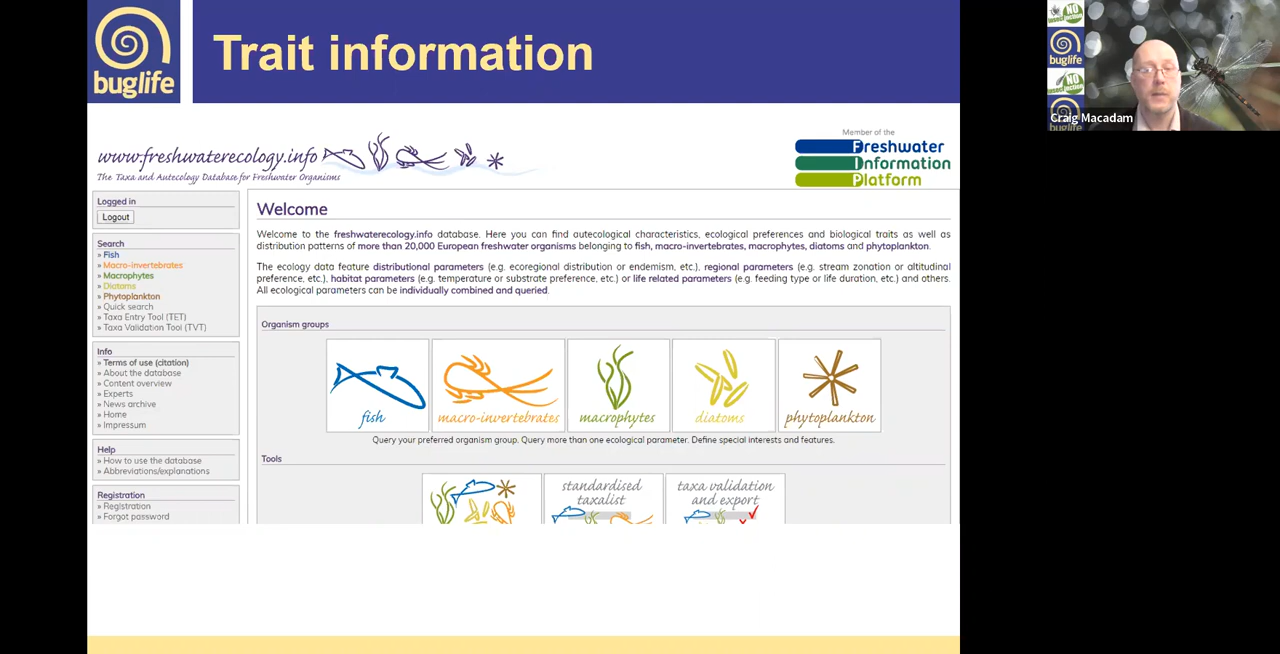 buglife
Trait information
NO
insectinction
buglife
NO
buglife
Craig Macadam
www.freshwaterecology.info
The Taxa and Autecology Database for Freshwater Organisms
Member of the
Freshwater
Information
Platform
Logged in
Logout
Search
» Fish
» Macro-invertebrates
» Macrophytes
» Diatoms
» Phytoplankton
» Quick search
» Taxa Entry Tool (TET)
» Taxa Validation Tool (TVT)
Info
» Terms of use (citation)
» About the database
» Content overview
» Experts
» News archive
» Home
» Impressum
Help
» How to use the database
» Abbreviations/explanations
Registration
» Registration
» Forgot password
Welcome
Welcome to the freshwaterecology.info database. Here you can find autecological characteristics, ecological preferences and biological traits as well as
distribution patterns of more than 20,000 European freshwater organisms belonging to fish, macro-invertebrates, macrophytes, diatoms and phytoplankton.
The ecology data feature distributional parameters (e.g. ecoregional distribution or endemism, etc.), regional parameters (e.g. stream zonation or altitudinal
preference, etc.), habitat parameters (e.g. temperature or substrate preference, etc.) or life related parameters (e.g. feeding type or life duration, etc.) and others.
All ecological parameters can be individually combined and queried.
Organism groups
fish
macro-invertebrates
macrophytes
diatoms
phytoplankton
Query your preferred organism group. Query more than one ecological parameter. Define special interests and features.
Tools
standardised
taxalist
taxa validation
and export